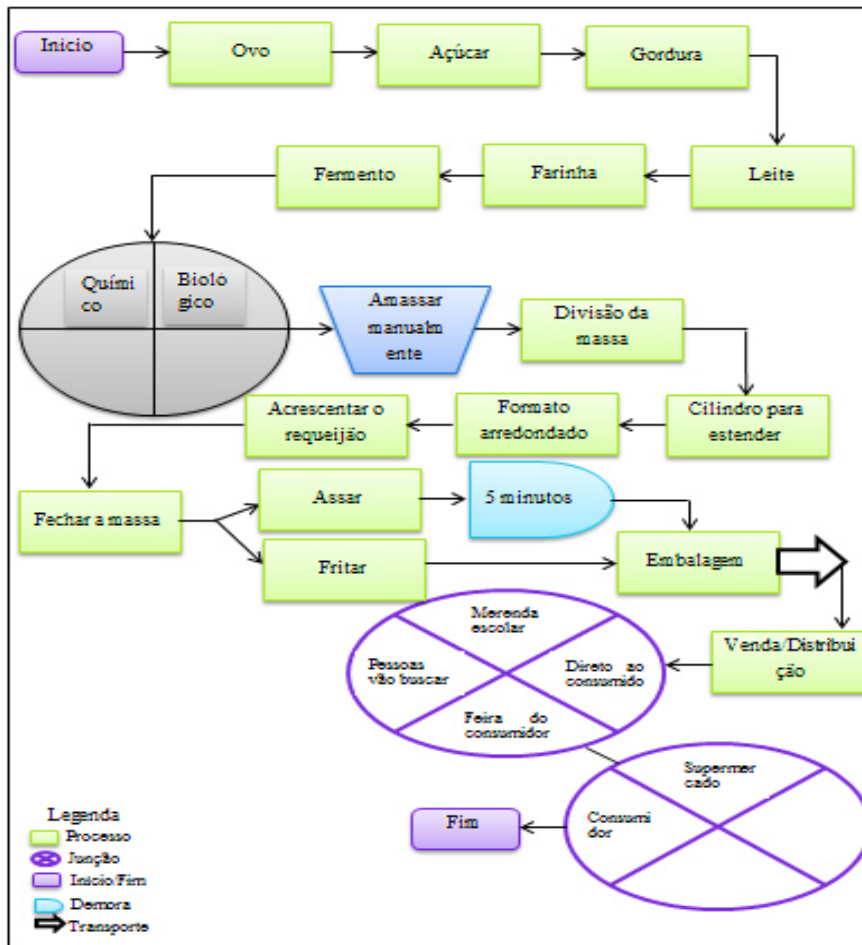 Inicio
Ovo
Açúcar
Gordura
Fermento
Farinha
Leite
Quími
co
Bioló
gico
Amassar
manualm
ente
Divisão da
massa
Acrescentar o
requeijão
Formato
arredondado
Cilindro para
estender
Fechar a massa
Assar
5 minutos
Fritar
Embalagem
Merenda
escolar
Pessoas
vão buscar
Direto ao
consumido
Feira do
consumidor
Venda/Distribui
ção
Supermer
cado
Consumi
dor
Fim
Legenda
Processo
Junção
Inicio/Fim
Demora
Transporte